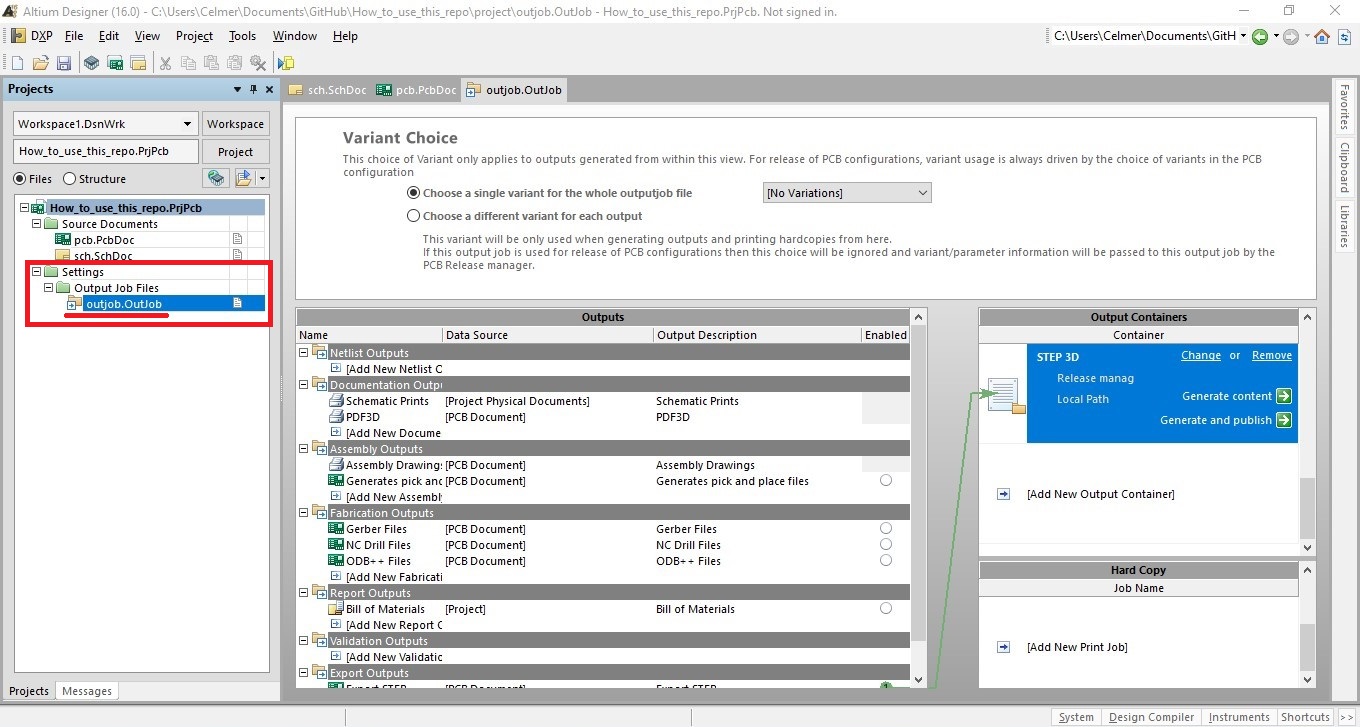 Altium Designer (16.0) - C:\Users\Celmer\Documents\GitHub\How_to_use_this_repo\project\outjob.OutJob - How_to_use_this_repo.PrjPcb. Not signed in.
DXP File Edit View Project Tools Window Help
C:\Users\Celmer\Documents\GitH
Projects
sch.SchDoc pcb.PcbDoc outjob.OutJob
Workspace1.DsnWrk Workspace
How_to_use_this_repo.PrjPcb Project
Files Structure
How_to_use_this_repo.PrjPcb
Source Documents
pcb.PcbDoc
sch.SchDoc
Settings
Output Job Files
outjob.OutJob
Projects Messages
Variant Choice
This choice of Variant only applies to outputs generated from within this view. For release of PCB configurations, variant usage is always driven by the choice of variants in the PCB
configuration
Choose a single variant for the whole outputjob file [No Variations]
Choose a different variant for each output
This variant will be only used when generating outputs and printing hardcopies from here.
If this output job is used for release of PCB configurations then this choice will be ignored and variant/parameter information will be passed to this output job by the
PCB Release manager.
Outputs
Name Data Source Output Description Enabled
Netlist Outputs
[Add New Netlist C
Documentation Outpu
Schematic Prints [Project Physical Documents] Schematic Prints
PDF3D [PCB Document] PDF3D
[Add New Docume
Assembly Outputs
Assembly Drawings [PCB Document] Assembly Drawings
Generates pick anc [PCB Document] Generates pick and place files
[Add New Assembl
Fabrication Outputs
Gerber Files [PCB Document] Gerber Files
NC Drill Files [PCB Document] NC Drill Files
ODB++ Files [PCB Document] ODB++ Files
[Add New Fabricati
Report Outputs
Bill of Materials [Project] Bill of Materials
[Add New Report C
Validation Outputs
[Add New Validatic
Export Outputs
Export STEP [PCB Document] Export STEP 1
Output Containers
Container
STEP 3D Change or Remove
Release manag
Local Path
Generate content
Generate and publish
[Add New Output Container]
Hard Copy
Job Name
[Add New Print Job]
Favorites
Clipboard
Libraries
System Design Compiler Instruments Shortcuts >>